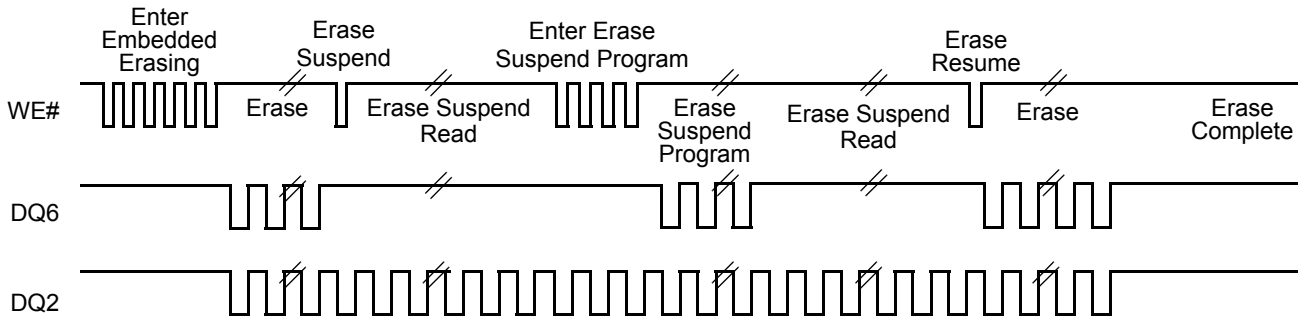 Enter
Embedded
Erasing
Erase
Suspend
Enter Erase
Suspend Program
Erase
Resume
WE#
Erase
Erase Suspend
Read
Erase
Suspend
Program
Erase Suspend
Read
Erase
Erase
Complete
DQ6
DQ2